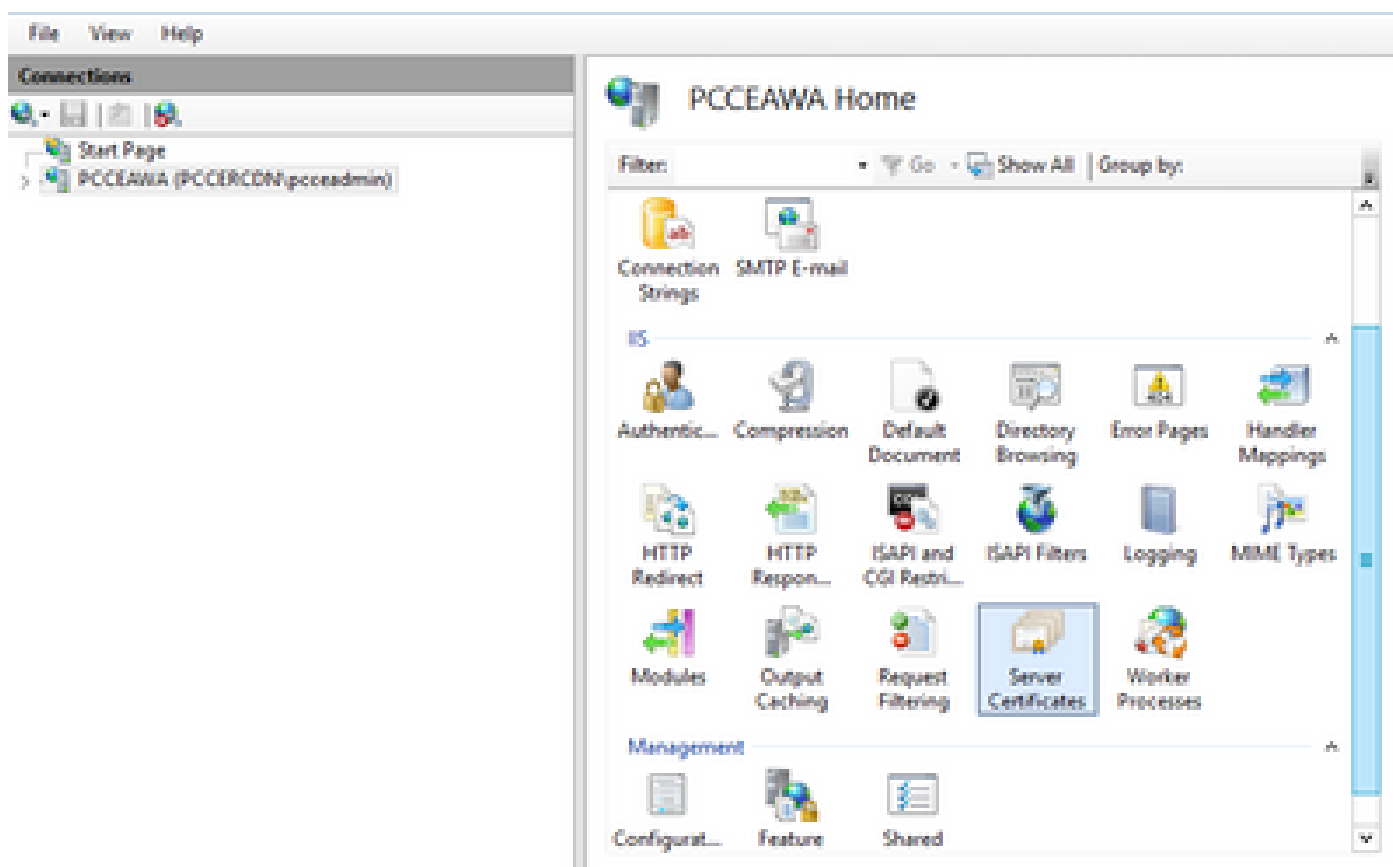 File View Help
Connections
PCCEAWA Home
Start Page
PCCEAWA (PCCERCDN\pcceadmin)
Filter: Go Show All Group by:
Connection Strings
SMTP E-mail
IIS
Authentic...
Compression
Default Document
Directory Browsing
Error Pages
Handler Mappings
HTTP Redirect
HTTP Respon...
ISAPI and CGI Restri...
ISAPI Filters
Logging
MIME Types
Modules
Output Caching
Request Filtering
Server Certificates
Worker Processes
Management
Configurat...
Feature
Shared